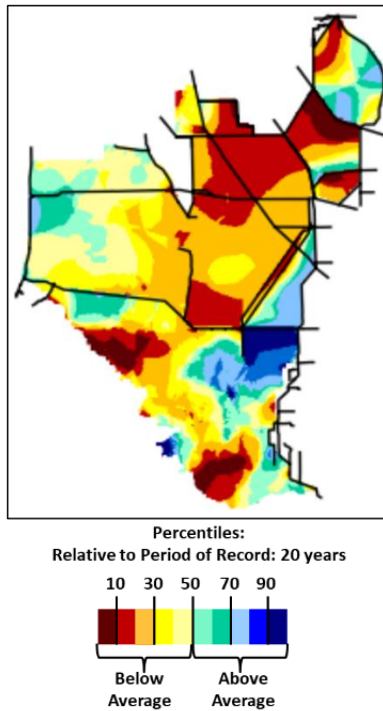 Percentiles:
Relative to Period of Record: 20 years
10 30 50 70 90
Below Above
Average Average